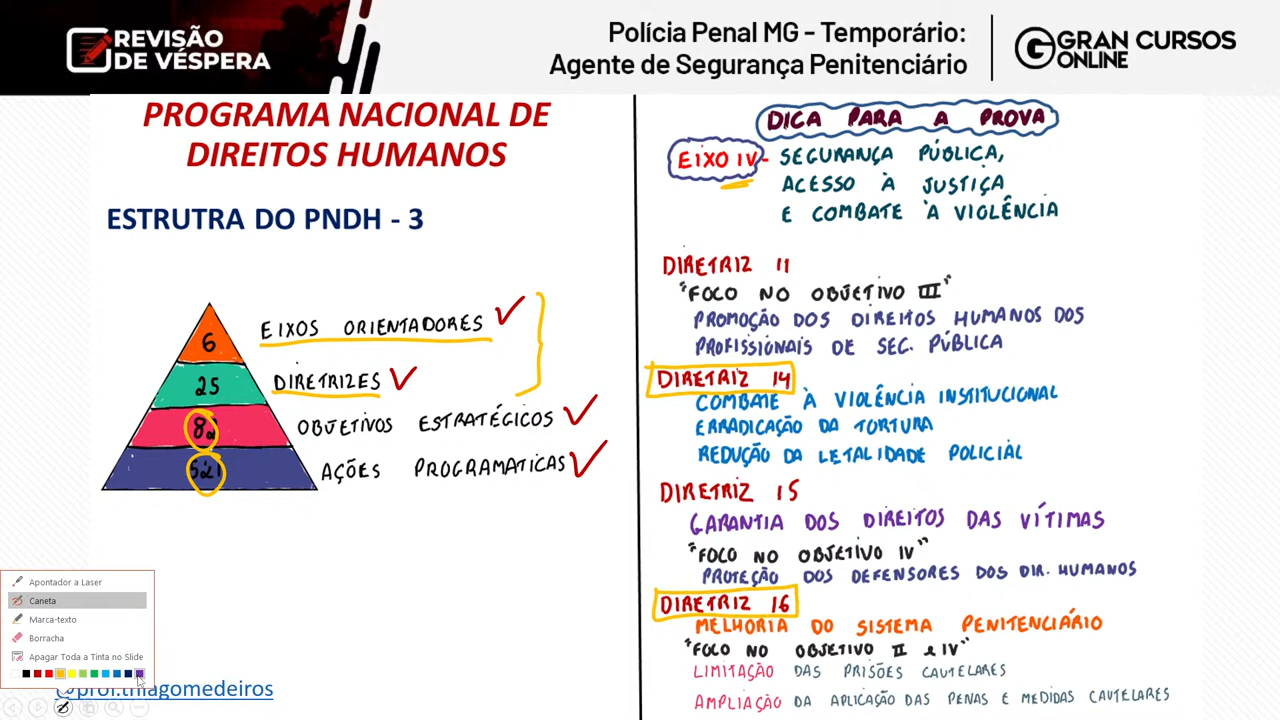 REVISÃO
DE VÉSPERA
Polícia Penal MG - Temporário:
Agente de Segurança Penitenciário
G GRAN CURSOS
ONLINE
PROGRAMA NACIONAL DE
DIREITOS HUMANOS
ESTRUTRA DO PNDH - 3
6
EIXOS ORIENTADORES
25
DIRETRIZES
82
OBJETIVOS ESTRATÉGICOS
521
AÇÕES PROGRAMATICAS
Apontador a Laser
Caneta
Marca-texto
Borracha
Apagar Toda a Tinta no Slide
@prof.thiagomedeiros
DICA PARA A PROVA
EIXO IV - SEGURANÇA PÚBLICA,
ACESSO À JUSTIÇA
E COMBATE À VIOLÊNCIA
DIRETRIZ 11
"FOCO NO OBJETIVO III"
PROMOÇÃO DOS DIREITOS HUMANOS DOS
PROFISSIONAIS DE SEG. PÚBLICA
DIRETRIZ 14
COMBATE À VIOLÊNCIA INSTITUCIONAL
ERRADICAÇÃO DA TORTURA
REDUÇÃO DA LETALIDADE POLICIAL
DIRETRIZ 15
GARANTIA DOS DIREITOS DAS VÍTIMAS
"FOCO NO OBJETIVO IV"
PROTEÇÃO DOS DEFENSORES DOS DIR. HUMANOS
DIRETRIZ 16
MELHORIA DO SISTEMA PENITENCIÁRIO
"FOCO NO OBJETIVO II e IV"
LIMITAÇÃO DAS PRISÕES CAUTELARES
AMPLIAÇÃO DA APLICAÇÃO DAS PENAS E MEDIDAS CAUTELARES